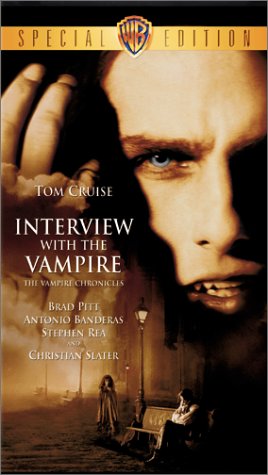 SPECIAL WB EDITION
TOM CRUISE
INTERVIEW
WITH THE
VAMPIRE
THE VAMPIRE CHRONICLES
BRAD PITT
ANTONIO BANDERAS
STEPHEN REA
AND
CHRISTIAN SLATER